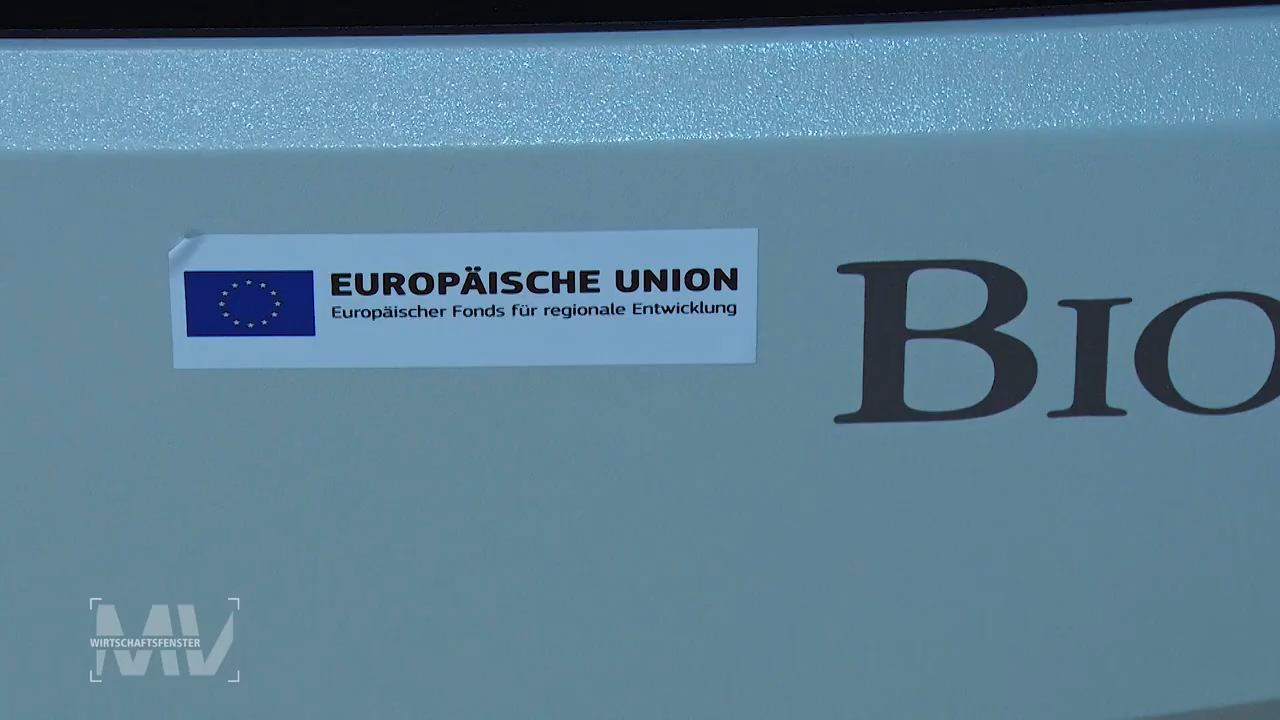 EUROPÄISCHE UNION
Europäischer Fonds für regionale Entwicklung
BIO
MV
WIRTSCHAFTSFENSTER